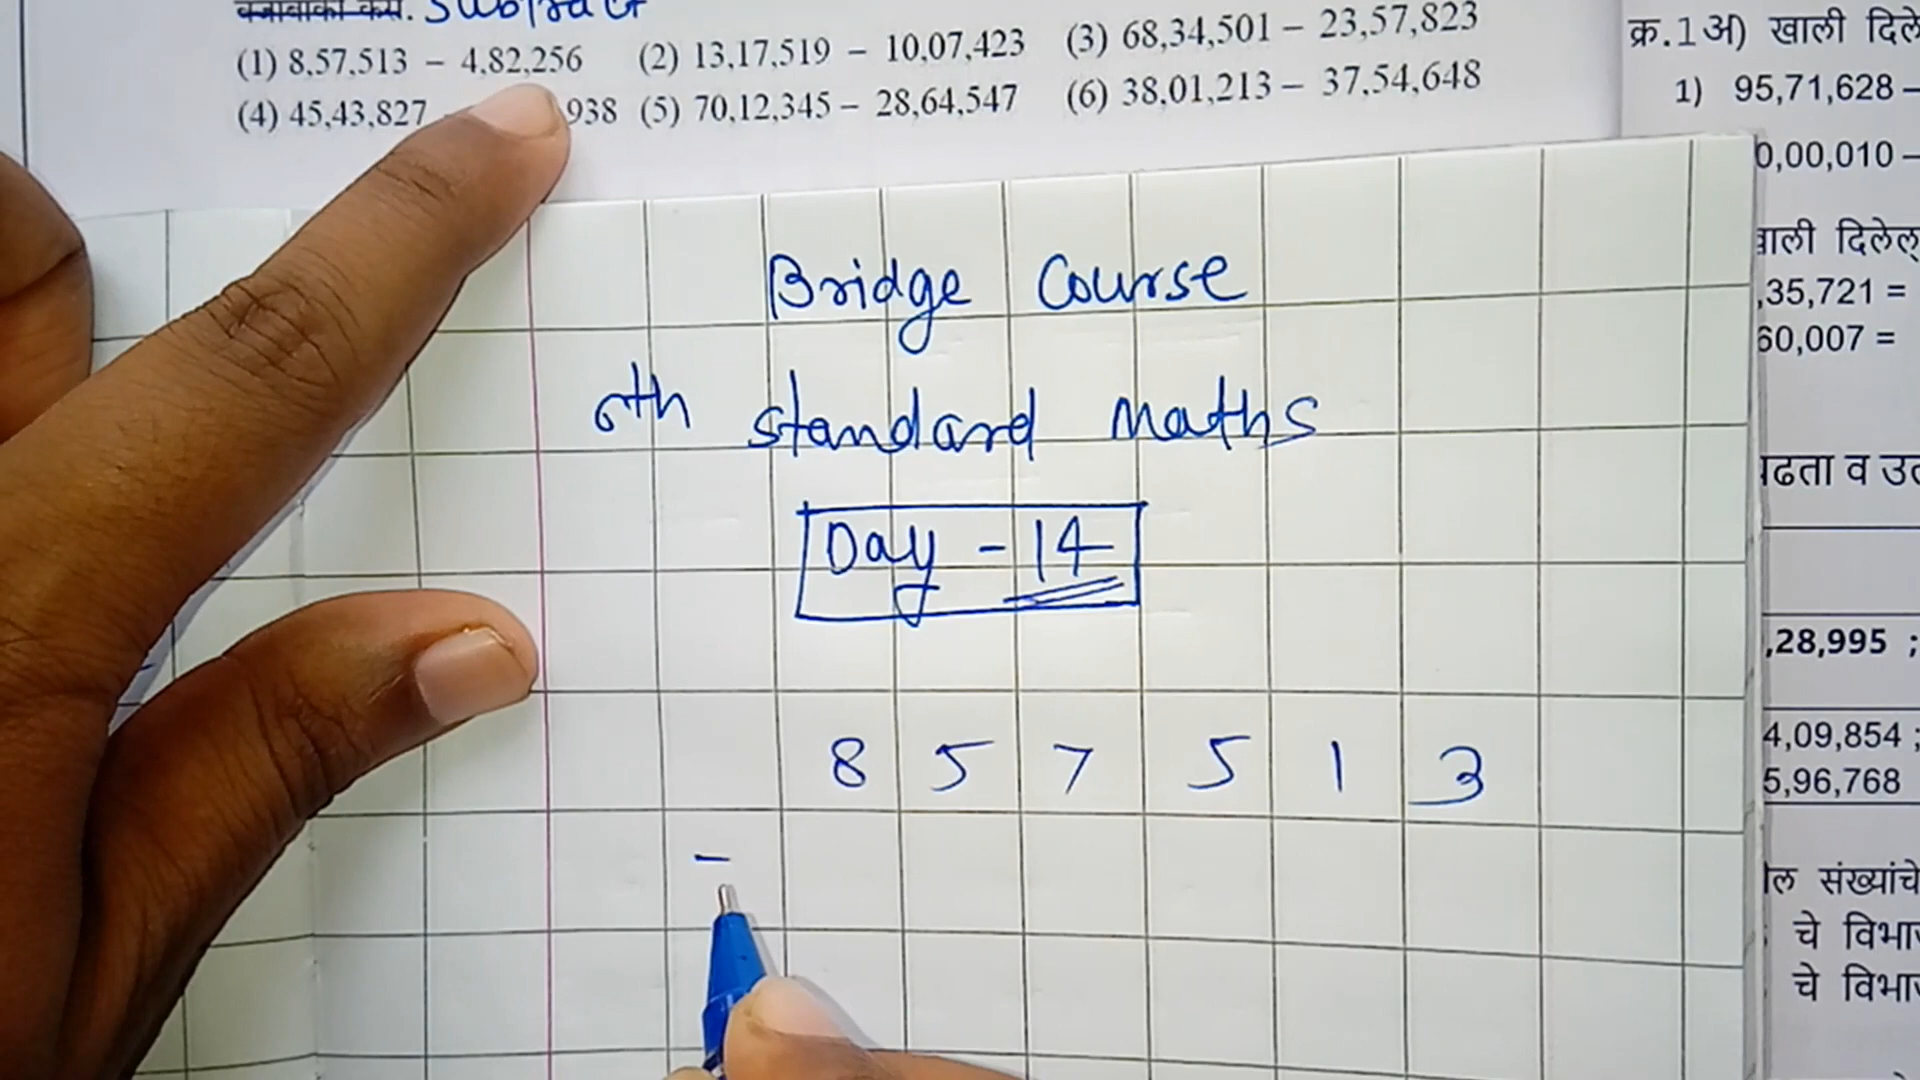 वजाबाकी करा. Subtract
(1) 8,57,513 – 4,82,256 (2) 13,17,519 – 10,07,423 (3) 68,34,501 – 23,57,823
(4) 45,43,827 – 938 (5) 70,12,345 – 28,64,547 (6) 38,01,213 – 37,54,648
Bridge Course
6th standard Maths
Day - 14
8 5 7 5 1 3
–
क्र.1अ) खाली दिले
1) 95,71,628 –
0,00,010 –
दिलेल्
,35,721 =
60,007 =
व
,28,995 ;
4,09,854 ;
5,96,768
संख्यांचे
चे
चे